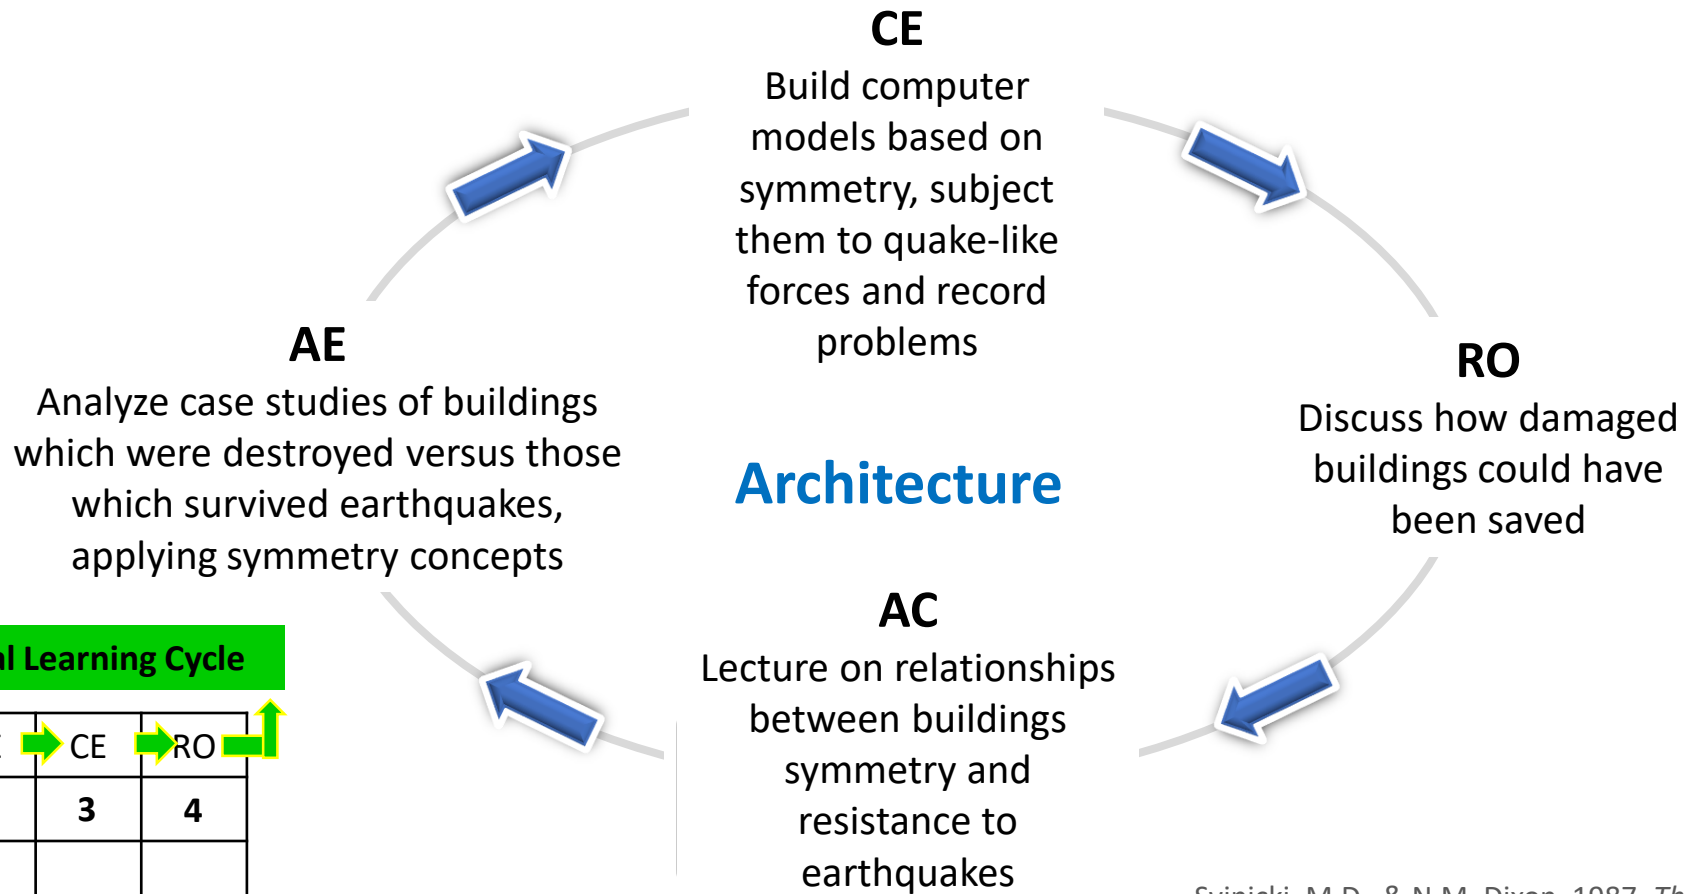 CE
Build computer
models based on
symmetry, subject
them to quake-like
forces and record
problems
AE
Analyze case studies of buildings
which were destroyed versus those
which survived earthquakes,
applying symmetry concepts
RO
Discuss how damaged
buildings could have
been saved
Architecture
AC
Lecture on relationships
between buildings
symmetry and
resistance to
earthquakes
Learning Cycle
CE RO
3 4